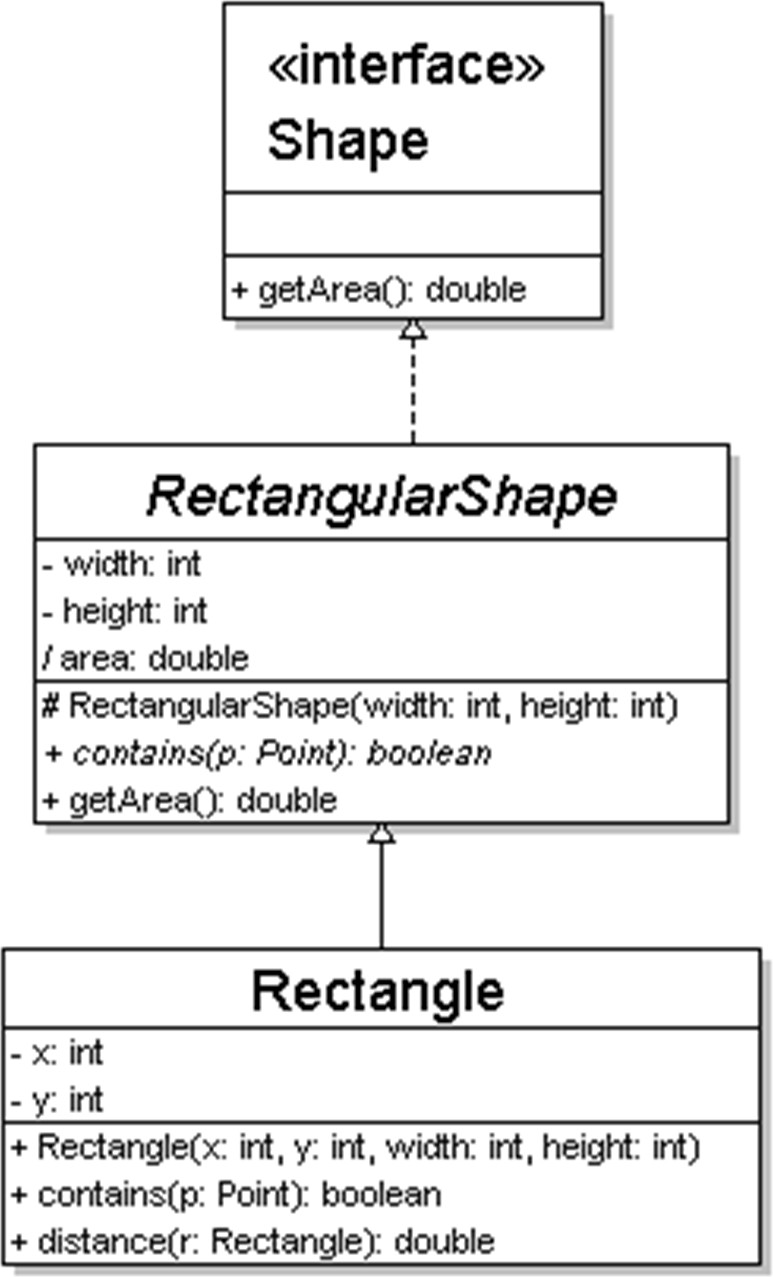 «interface»
Shape
+ getArea(): double
RectangularShape
- width: int
- height: int
/ area: double
# RectangularShape(width: int, height: int)
+ contains(p: Point): boolean
+ getArea(): double
Rectangle
- x: int
- y: int
+ Rectangle(x: int, y: int, width: int, height: int)
+ contains(p: Point): boolean
+ distance(r: Rectangle): double